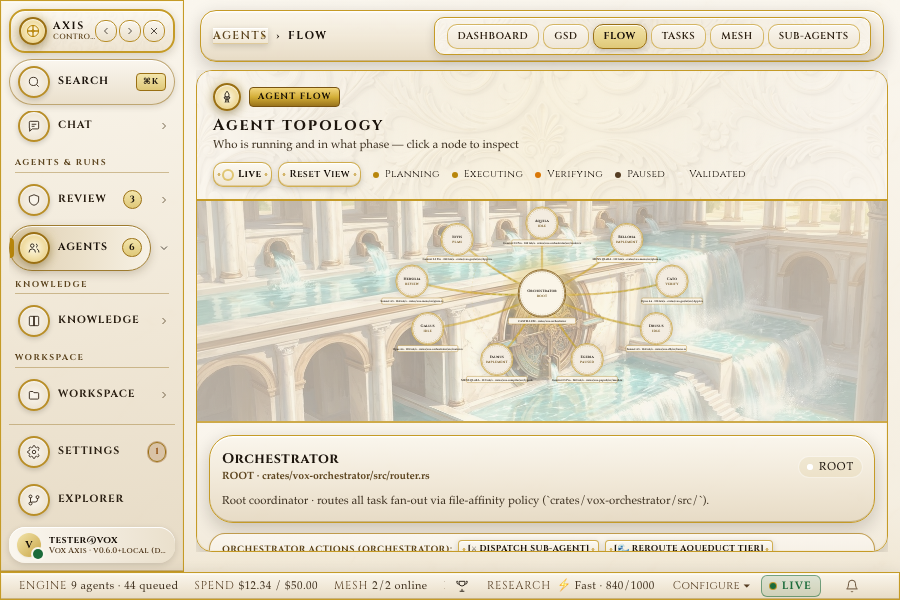 AXIS
CONTRO...
SEARCH ⌘K
CHAT
AGENTS & RUNS
REVIEW 3
AGENTS 6
KNOWLEDGE
KNOWLEDGE
WORKSPACE
WORKSPACE
SETTINGS 1
EXPLORER
V
TESTER@VOX
VOX AXIS · V0.6.0+LOCAL (D...
AGENTS › FLOW
DASHBOARD GSD FLOW TASKS MESH SUB-AGENTS
AGENT FLOW
AGENT TOPOLOGY
Who is running and in what phase — click a node to inspect
LIVE RESET VIEW PLANNING EXECUTING VERIFYING PAUSED VALIDATED
AQUILA
IDLE
ORCHESTRATOR
ROOT
CATO
VERIFY
ORCHESTRATOR
ROOT · crates/vox-orchestrator/src/router.rs
ROOT
Root coordinator · routes all task fan-out via file-affinity policy (`crates/vox-orchestrator/src/`).
ORCHESTRATOR ACTIONS (ORCHESTRATOR): [⚔ DISPATCH SUB-AGENT] [🌊 REROUTE AQUEDUCT TIER]
ENGINE 9 agents · 44 queued SPEND $12.34 / $50.00 MESH 2/2 online RESEARCH ⚡ Fast · 840/1000 CONFIGURE LIVE